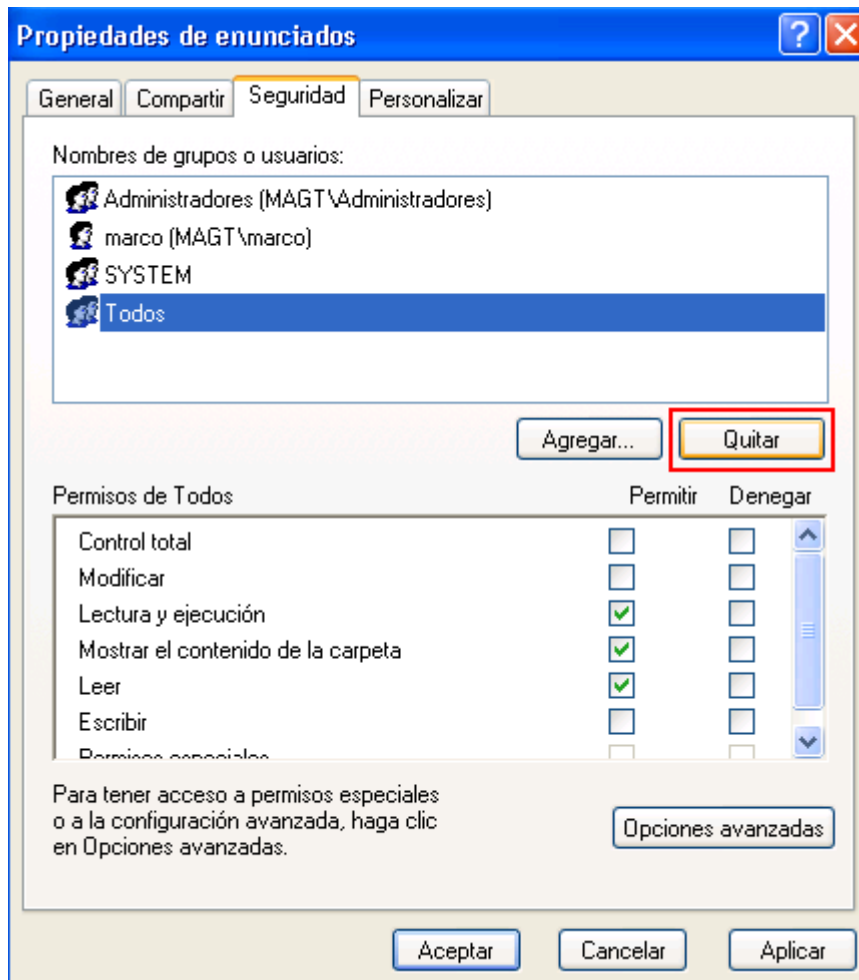 Propiedades de enunciados
General Compartir Seguridad Personalizar
Nombres de grupos o usuarios:
Administradores (MAGT\Administradores)
marco (MAGT\marco)
SYSTEM
Todos
Agregar... Quitar
Permisos de Todos Permitir Denegar
Control total
Modificar
Lectura y ejecución
Mostrar el contenido de la carpeta
Leer
Escribir
Permisos especiales
Para tener acceso a permisos especiales
o a la configuración avanzada, haga clic
en Opciones avanzadas.
Opciones avanzadas
Aceptar Cancelar Aplicar